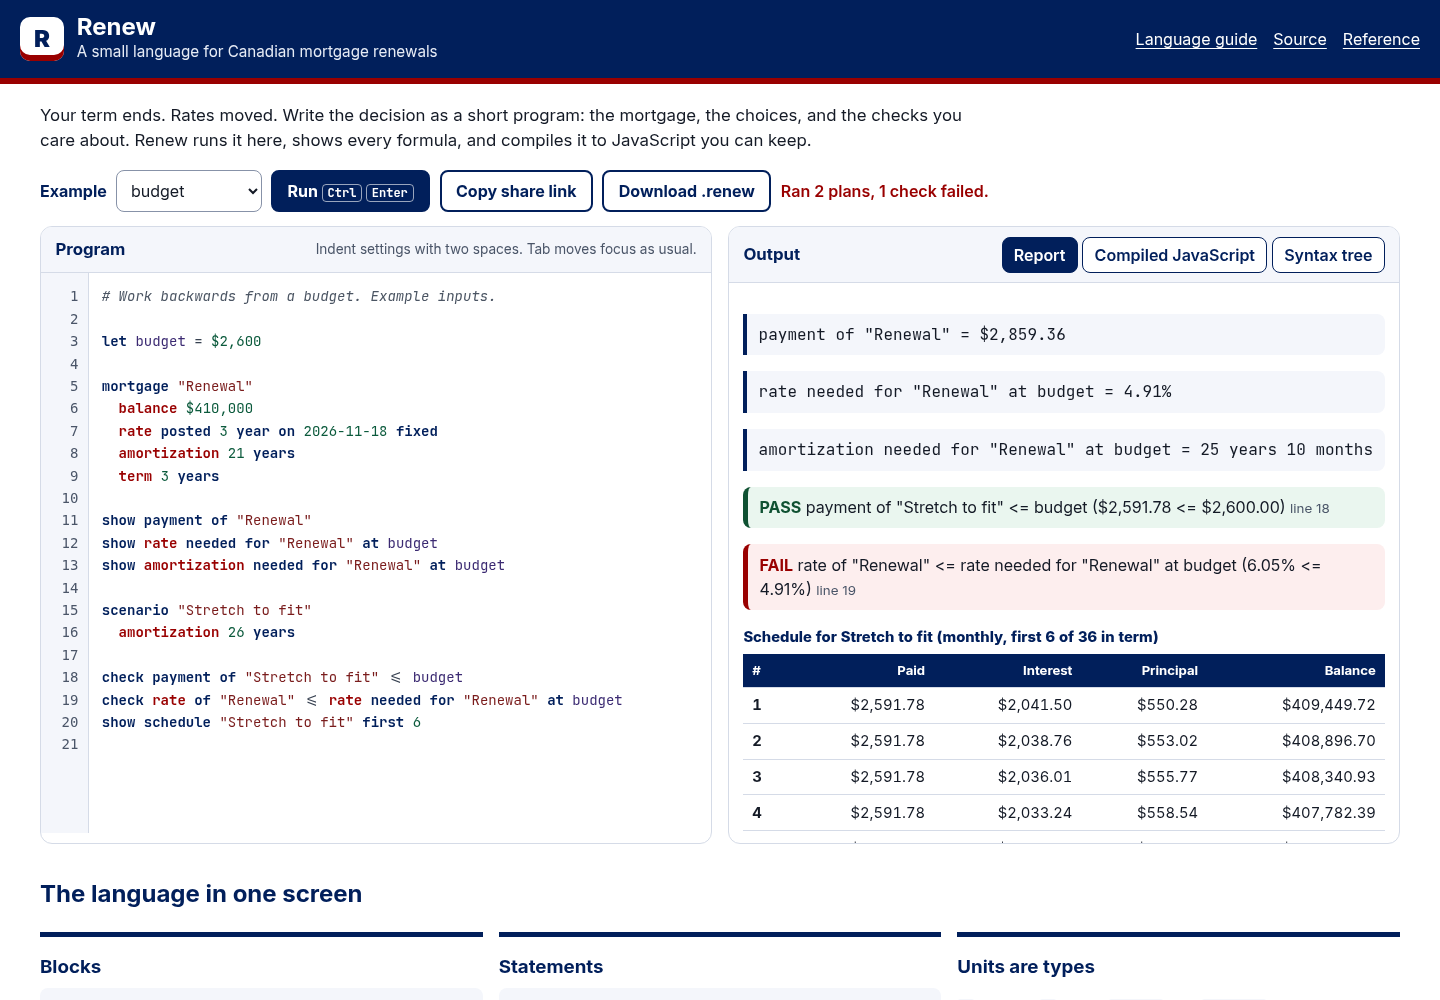 R
Renew
A small language for Canadian mortgage renewals
Language guide Source Reference
Your term ends. Rates moved. Write the decision as a short program: the mortgage, the choices, and the checks you
care about. Renew runs it here, shows every formula, and compiles it to JavaScript you can keep.
Example budget Run Ctrl Enter Copy share link Download .renew Ran 2 plans, 1 check failed.
Program Indent settings with two spaces. Tab moves focus as usual.
1 # Work backwards from a budget. Example inputs.
2
3 let budget = $2,600
4
5 mortgage "Renewal"
6 balance $410,000
7 rate posted 3 year on 2026-11-18 fixed
8 amortization 21 years
9 term 3 years
10
11 show payment of "Renewal"
12 show rate needed for "Renewal" at budget
13 show amortization needed for "Renewal" at budget
14
15 scenario "Stretch to fit"
16 amortization 26 years
17
18 check payment of "Stretch to fit" <= budget
19 check rate of "Renewal" <= rate needed for "Renewal" at budget
20 show schedule "Stretch to fit" first 6
21
Output Report Compiled JavaScript Syntax tree
payment of "Renewal" = $2,859.36
rate needed for "Renewal" at budget = 4.91%
amortization needed for "Renewal" at budget = 25 years 10 months
PASS payment of "Stretch to fit" <= budget ($2,591.78 <= $2,600.00) line 18
FAIL rate of "Renewal" <= rate needed for "Renewal" at budget (6.05% <=
4.91%) line 19
Schedule for Stretch to fit (monthly, first 6 of 36 in term)
# Paid Interest Principal Balance
1 $2,591.78 $2,041.50 $550.28 $409,449.72
2 $2,591.78 $2,038.76 $553.02 $408,896.70
3 $2,591.78 $2,036.01 $555.77 $408,340.93
4 $2,591.78 $2,033.24 $558.54 $407,782.39
The language in one screen
Blocks
Statements
Units are types